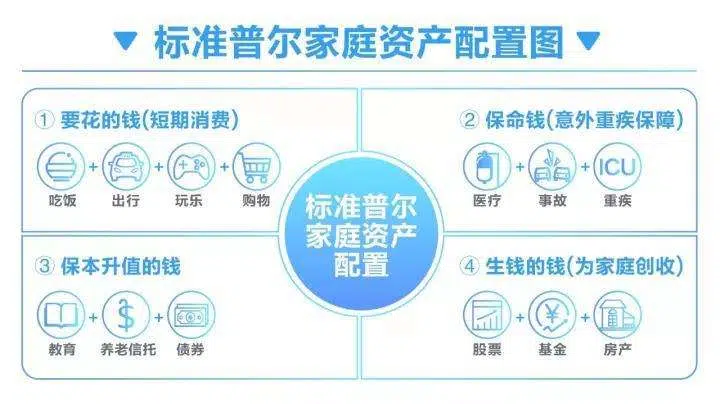 标准普尔家庭资产配置图
① 要花的钱(短期消费)
吃饭 + 出行 + 玩乐 + 购物
② 保命钱(意外重疾保障)
ICU
医疗 + 事故 + 重疾
标准普尔
家庭资产
配置
③ 保本升值的钱
教育 + 养老信托 + 债券
④ 生钱的钱(为家庭创收)
股票 + 基金 + 房产